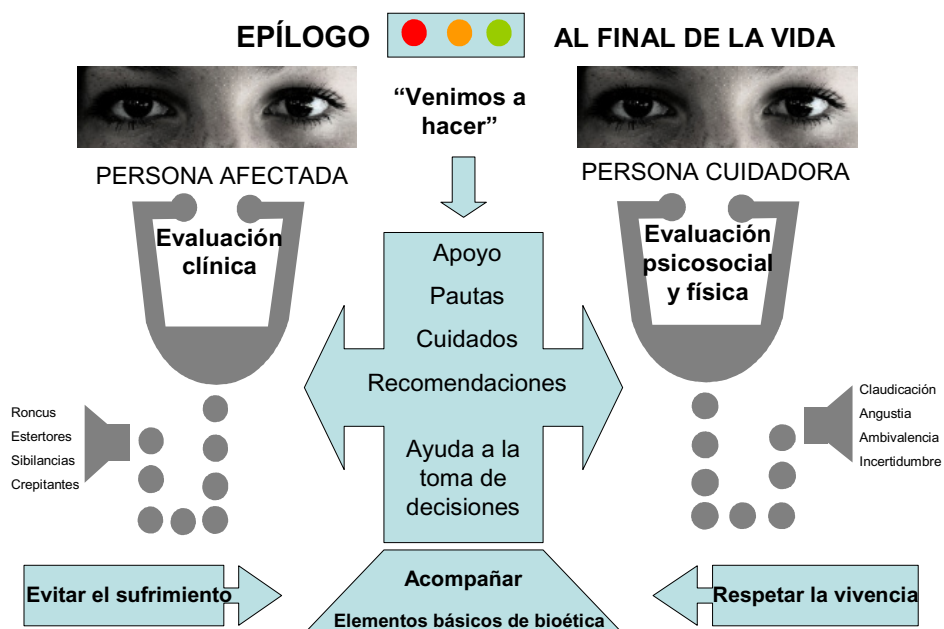 EPÍLOGO
AL FINAL DE LA VIDA
“Venimos a
hacer”
PERSONA AFECTADA
PERSONA CUIDADORA
Evaluación
clínica
Evaluación
psicosocial
y física
Apoyo
Pautas
Cuidados
Recomendaciones
Ayuda a la
toma de
decisiones
Roncus
Estertores
Sibilancias
Crepitantes
Claudicación
Angustia
Ambivalencia
Incertidumbre
Evitar el sufrimiento
Acompañar
Elementos básicos de bioética
Respetar la vivencia